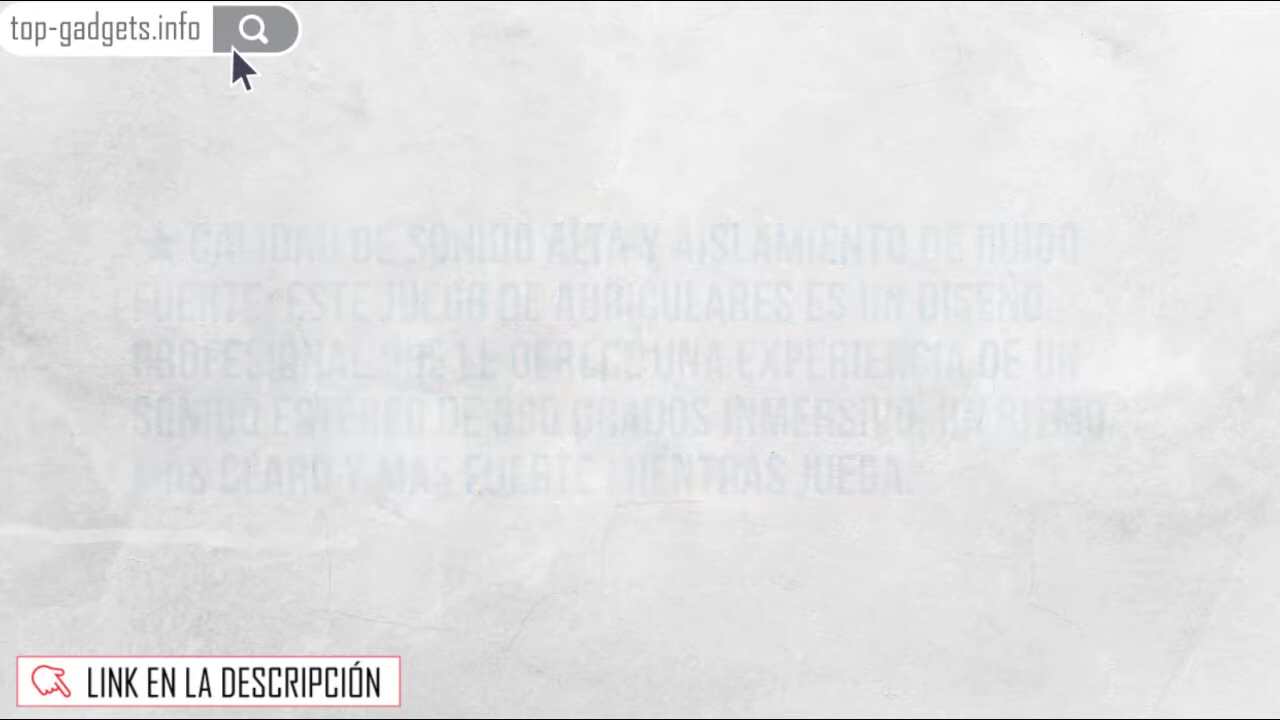 top-gadgets.info
★ CALIDAD DE SONIDO ALTA Y AISLAMIENTO DE RUIDO
FUERTE: ESTE JUEGO DE AURICULARES ES UN DISEÑO
PROFESIONAL QUE LE OFRECE UNA EXPERIENCIA DE UN
SONIDO ESTÉREO DE 360 GRADOS INMERSIVO, UN RITMO
MÁS CLARO Y MÁS FUERTE MIENTRAS JUEGA.
LINK EN LA DESCRIPCIÓN